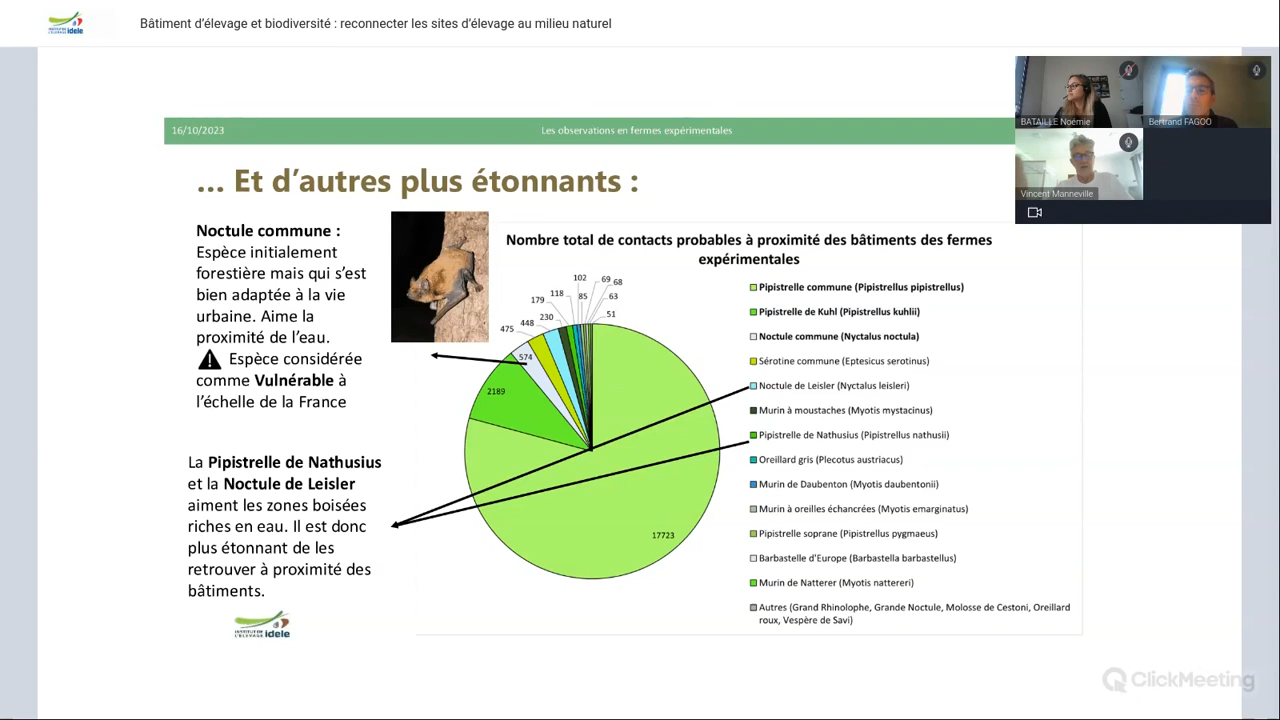 Bâtiment d'élevage et biodiversité : reconnecter les sites d'élevage au milieu naturel
INSTITUT DE L'ELEVAGE idele
BATAILLE Noémie
Bertrand FAGOO
Vincent Manneville
16/10/2023
Les observations en fermes expérimentales
... Et d'autres plus étonnants :
Noctule commune :
Espèce initialement
forestière mais qui s'est
bien adaptée à la vie
urbaine. Aime la
proximité de l'eau.
Espèce considérée
comme Vulnérable à
l'échelle de la France
La Pipistrelle de Nathusius
et la Noctule de Leisler
aiment les zones boisées
riches en eau. Il est donc
plus étonnant de les
retrouver à proximité des
bâtiments.
INSTITUT DE L'ELEVAGE idele
Nombre total de contacts probables à proximité des bâtiments des fermes
expérimentales
102
69
68
118
85
63
179
230
51
448
475
574
2189
17723
Pipistrelle commune (Pipistrellus pipistrellus)
Pipistrelle de Kuhl (Pipistrellus kuhlii)
Noctule commune (Nyctalus noctula)
Sérotine commune (Eptesicus serotinus)
Noctule de Leisler (Nyctalus leisleri)
Murin à moustaches (Myotis mystacinus)
Pipistrelle de Nathusius (Pipistrellus nathusii)
Oreillard gris (Plecotus austriacus)
Murin de Daubenton (Myotis daubentonii)
Murin à oreilles échancrées (Myotis emarginatus)
Pipistrelle soprane (Pipistrellus pygmaeus)
Barbastelle d'Europe (Barbastella barbastellus)
Murin de Natterer (Myotis nattereri)
Autres (Grand Rhinolophe, Grande Noctule, Molosse de Cestoni, Oreillard
roux, Vespère de Savi)
ClickMeeting